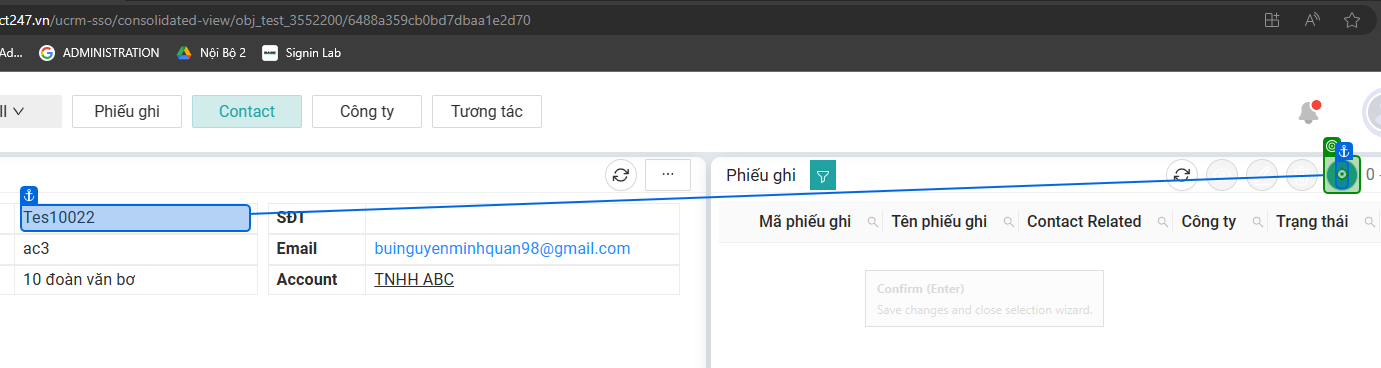 ct247.vn/ucrm-sso/consolidated-view/obj_test_3552200/6488a359cb0bd7dbaa1e2d70
Ad... ADMINISTRATION Nội Bộ 2 Signin Lab
ll Phiếu ghi Contact Công ty Tương tác
... Phiếu ghi 0 -
Tes10022 SĐT
ac3 Email buinguyenminhquan98@gmail.com
10 đoàn văn bơ Account TNHH ABC
Mã phiếu ghi Tên phiếu ghi Contact Related Công ty Trạng thái
Confirm (Enter)
Save changes and close selection wizard.